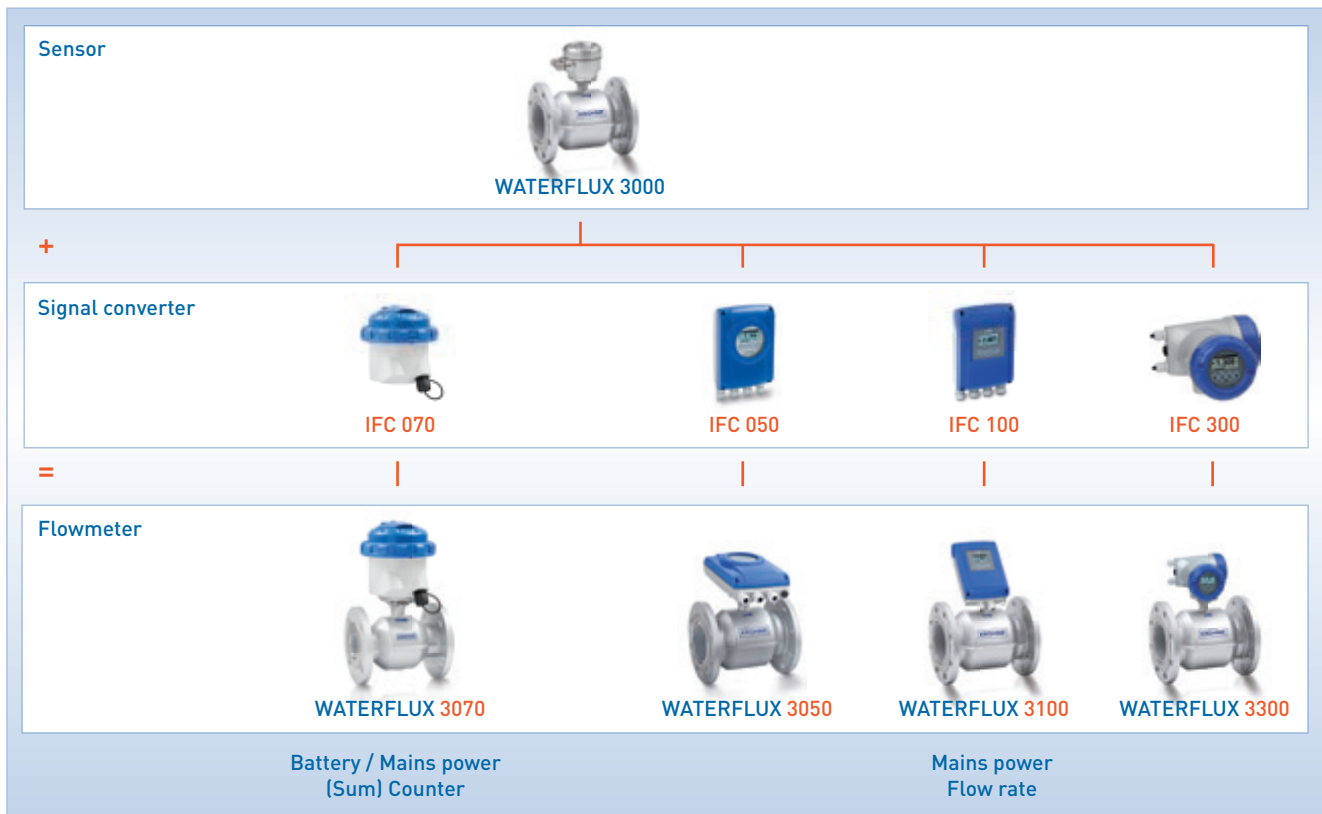 Sensor
WATERFLUX 3000
+
Signal converter
IFC 070
IFC 050
IFC 100
IFC 300
=
Flowmeter
WATERFLUX 3070
WATERFLUX 3050
WATERFLUX 3100
WATERFLUX 3300
Battery / Mains power
(Sum) Counter
Mains power
Flow rate